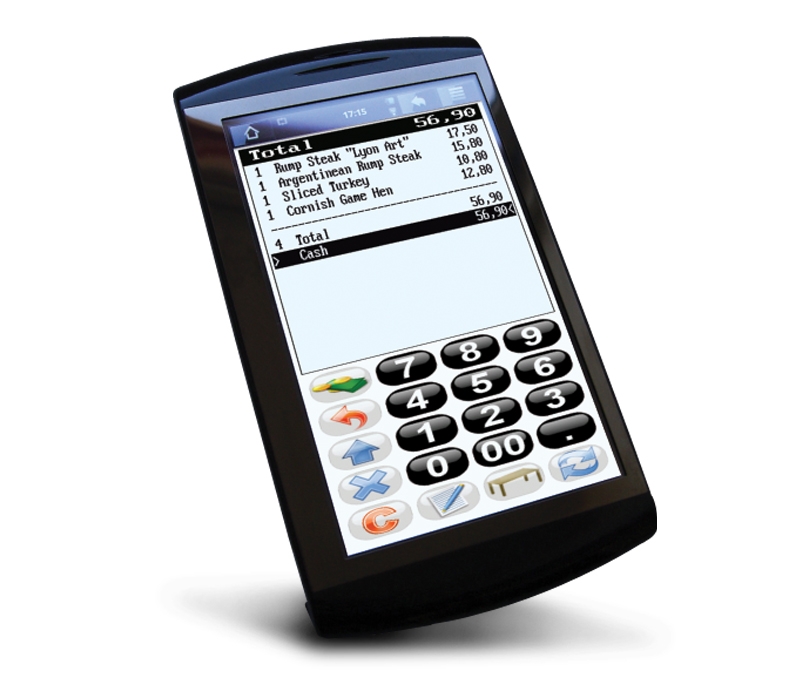 17:15
Total 56,90
1 Rump Steak "Lyon Art" 17,50
1 Argentinean Rump Steak 15,80
1 Sliced Turkey 10,80
1 Cornish Game Hen 12,80
4 Total 56,90
> Cash 56,90<
7 8 9
4 5 6
1 2 3
0 00 .
C